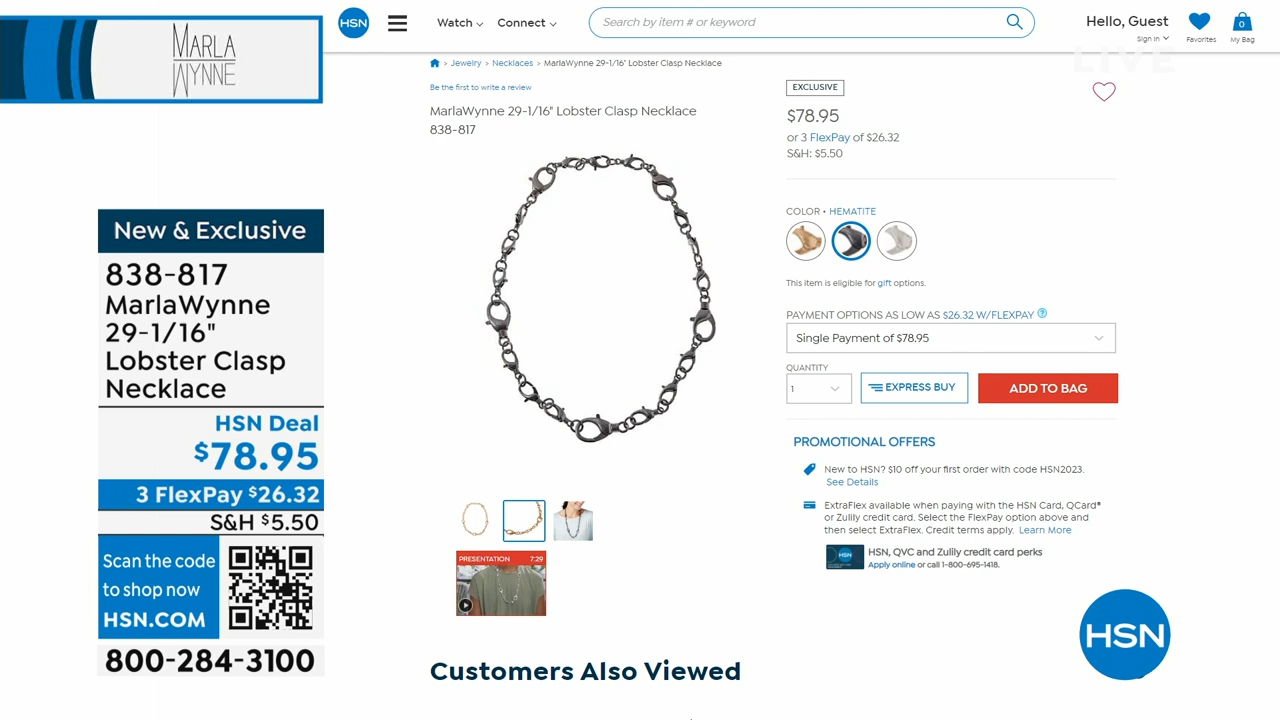 MARLA
WYNNE
New & Exclusive
838-817
MarlaWynne
29-1/16"
Lobster Clasp
Necklace
HSN Deal
$78.95
3 FlexPay $26.32
S&H $5.50
Scan the code
to shop now
HSN.COM
800-284-3100
HSN
Watch
Connect
Search by item # or keyword
Hello, Guest
Sign In
Favorites
0
My Bag
LIVE
Jewelry > Necklaces > MarlaWynne 29-1/16" Lobster Clasp Necklace
Be the first to write a review
MarlaWynne 29-1/16" Lobster Clasp Necklace
838-817
PRESENTATION 7:29
EXCLUSIVE
$78.95
or 3 FlexPay of $26.32
S&H: $5.50
COLOR • HEMATITE
This item is eligible for gift options.
PAYMENT OPTIONS AS LOW AS $26.32 W/FLEXPAY ?
Single Payment of $78.95
QUANTITY
1
EXPRESS BUY
ADD TO BAG
PROMOTIONAL OFFERS
New to HSN? $10 off your first order with code HSN2023.
See Details
ExtraFlex available when paying with the HSN Card, QCard®
or Zulily credit card. Select the FlexPay option above and
then select ExtraFlex. Credit terms apply. Learn More
HSN
HSN, QVC and Zulily credit card perks
Apply online or call 1-800-695-1418.
HSN
Customers Also Viewed